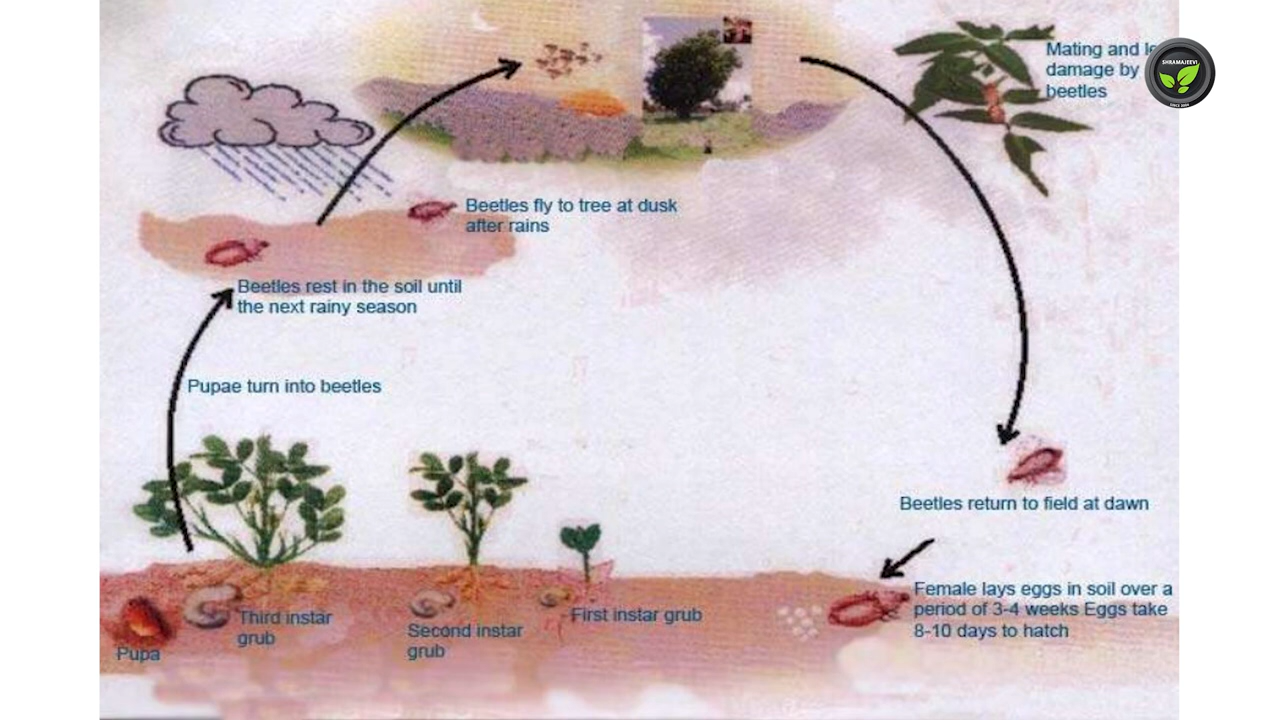 Mating and
damage by
beetles
SHRAMAJEEVI
Beetles fly to tree at dusk
after rains
Beetles rest in the soil until
the next rainy season
Pupae turn into beetles
Beetles return to field at dawn
Female lays eggs in soil over a
period of 3-4 weeks Eggs take
8-10 days to hatch
First instar grub
Second instar
grub
Third instar
grub
Pupa